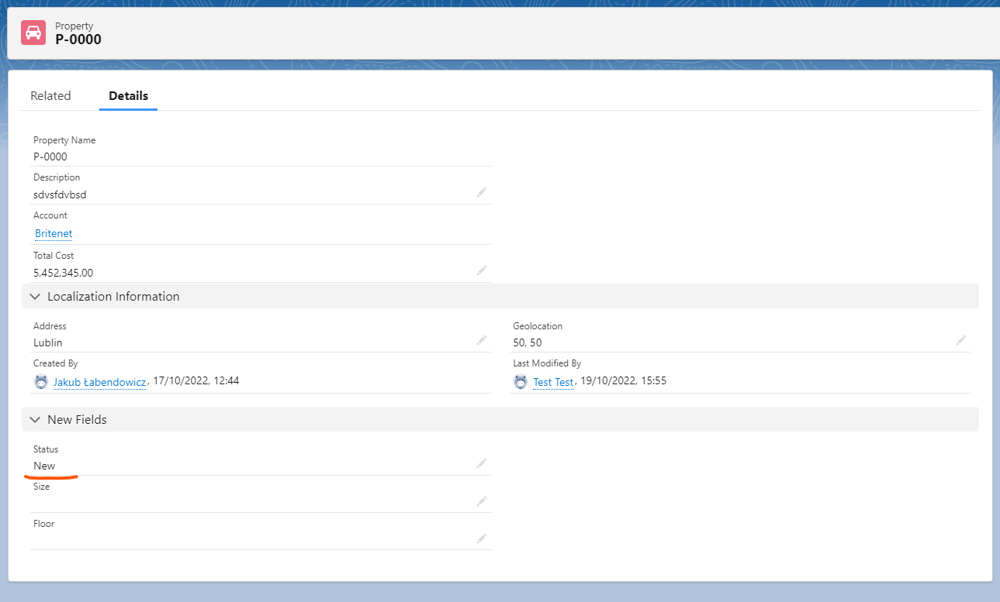 Property
P-0000
Related Details
Property Name
P-0000
Description
sdvsfdvbsd
Account
Britenet
Total Cost
5,452,345.00
Localization Information
Address
Lublin
Geolocation
50, 50
Created By
Jakub Łabendowicz, 17/10/2022, 12:44
Last Modified By
Test Test, 19/10/2022, 15:55
New Fields
Status
New
Size
Floor